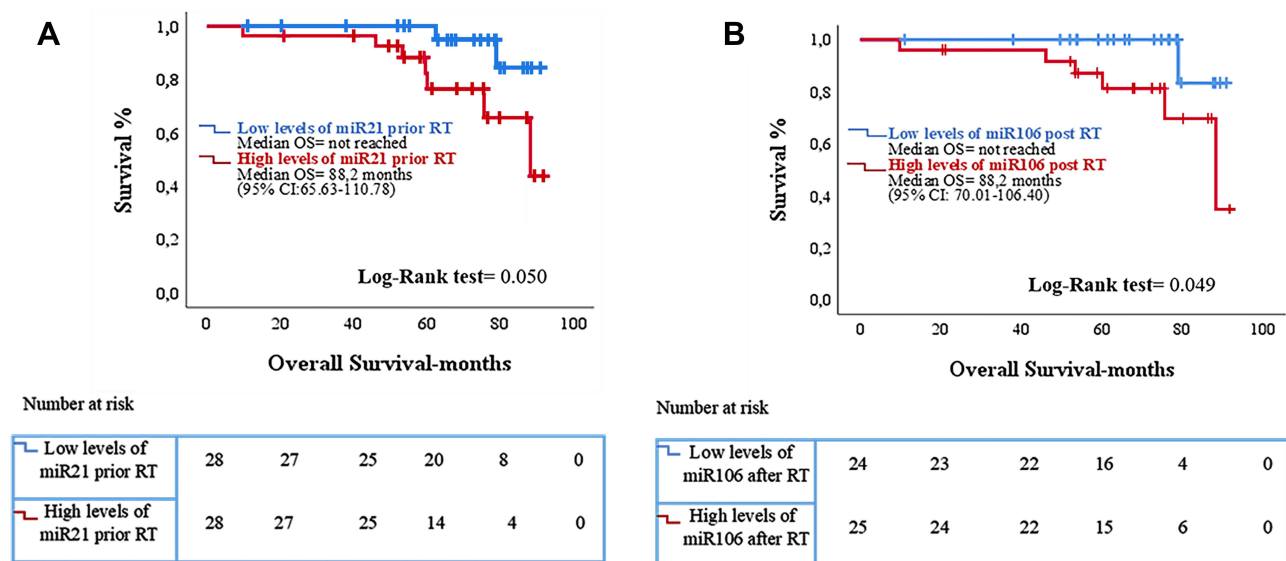 A
1,0
0,8
0,6
0,4
0,2
0,0
Survival %
Low levels of miR21 prior RT
Median OS= not reached
High levels of miR21 prior RT
Median OS= 88,2 months
(95% CI:65.63-110.78)
Log-Rank test= 0.050
0 20 40 60 80 100
Overall Survival-months
Number at risk
Low levels of
miR21 prior RT
28 27 25 20 8 0
High levels of
miR21 prior RT
28 27 25 14 4 0
B
1,0
0,8
0,6
0,4
0,2
0,0
Survival %
Low levels of miR106 post RT
Median OS= not reached
High levels of miR106 post RT
Median OS= 88,2 months
(95% CI: 70.01-106.40)
Log-Rank test= 0.049
0 20 40 60 80 100
Overall Survival-months
Number at risk
Low levels of
miR106 after RT
24 23 22 16 4 0
High levels of
miR106 after RT
25 24 22 15 6 0